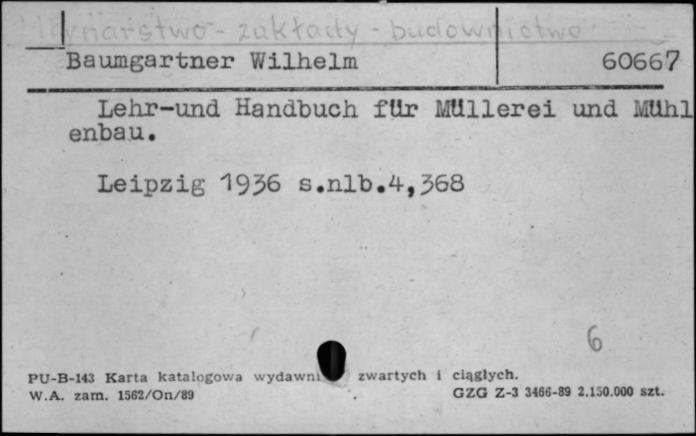 Młynarstwo - zakłady - budownictwo
Baumgartner Wilhelm 60667
Lehr-und Handbuch für Müllerei und Mühl
enbau.
Leipzig 1936 s.nlb.4,368
6
PU-B-143 Karta katalogowa wydawni zwartych i ciągłych.
W.A. zam. 1562/On/89 GZG Z-3 3466-89 2.150.000 szt.